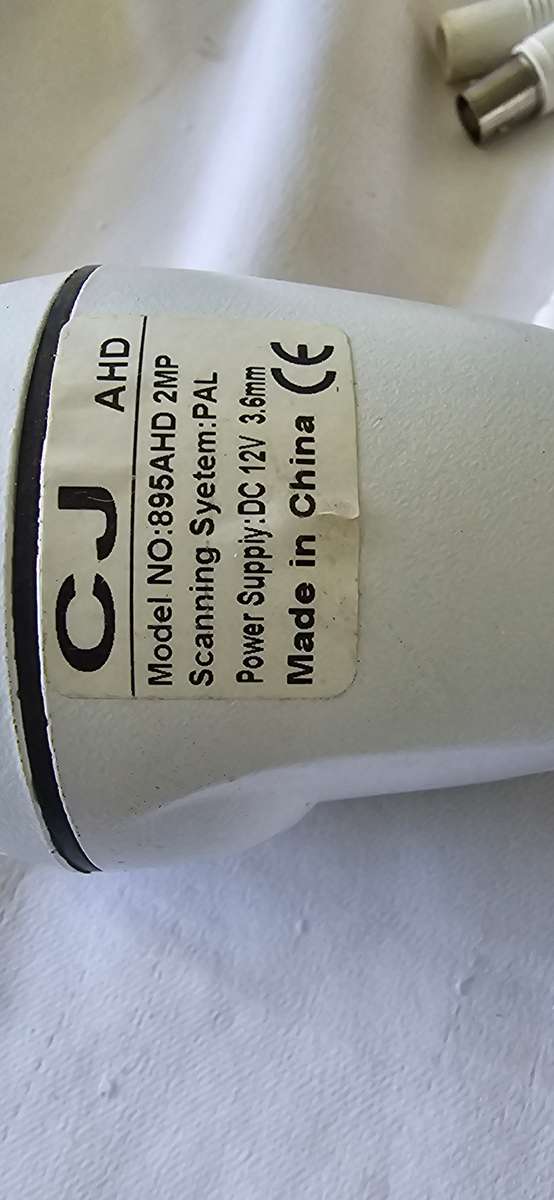 CJ AHD
Model NO:895AHD 2MP
Scanning Syetem:PAL
Power Supply:DC 12V 3.6mm
Made in China CE